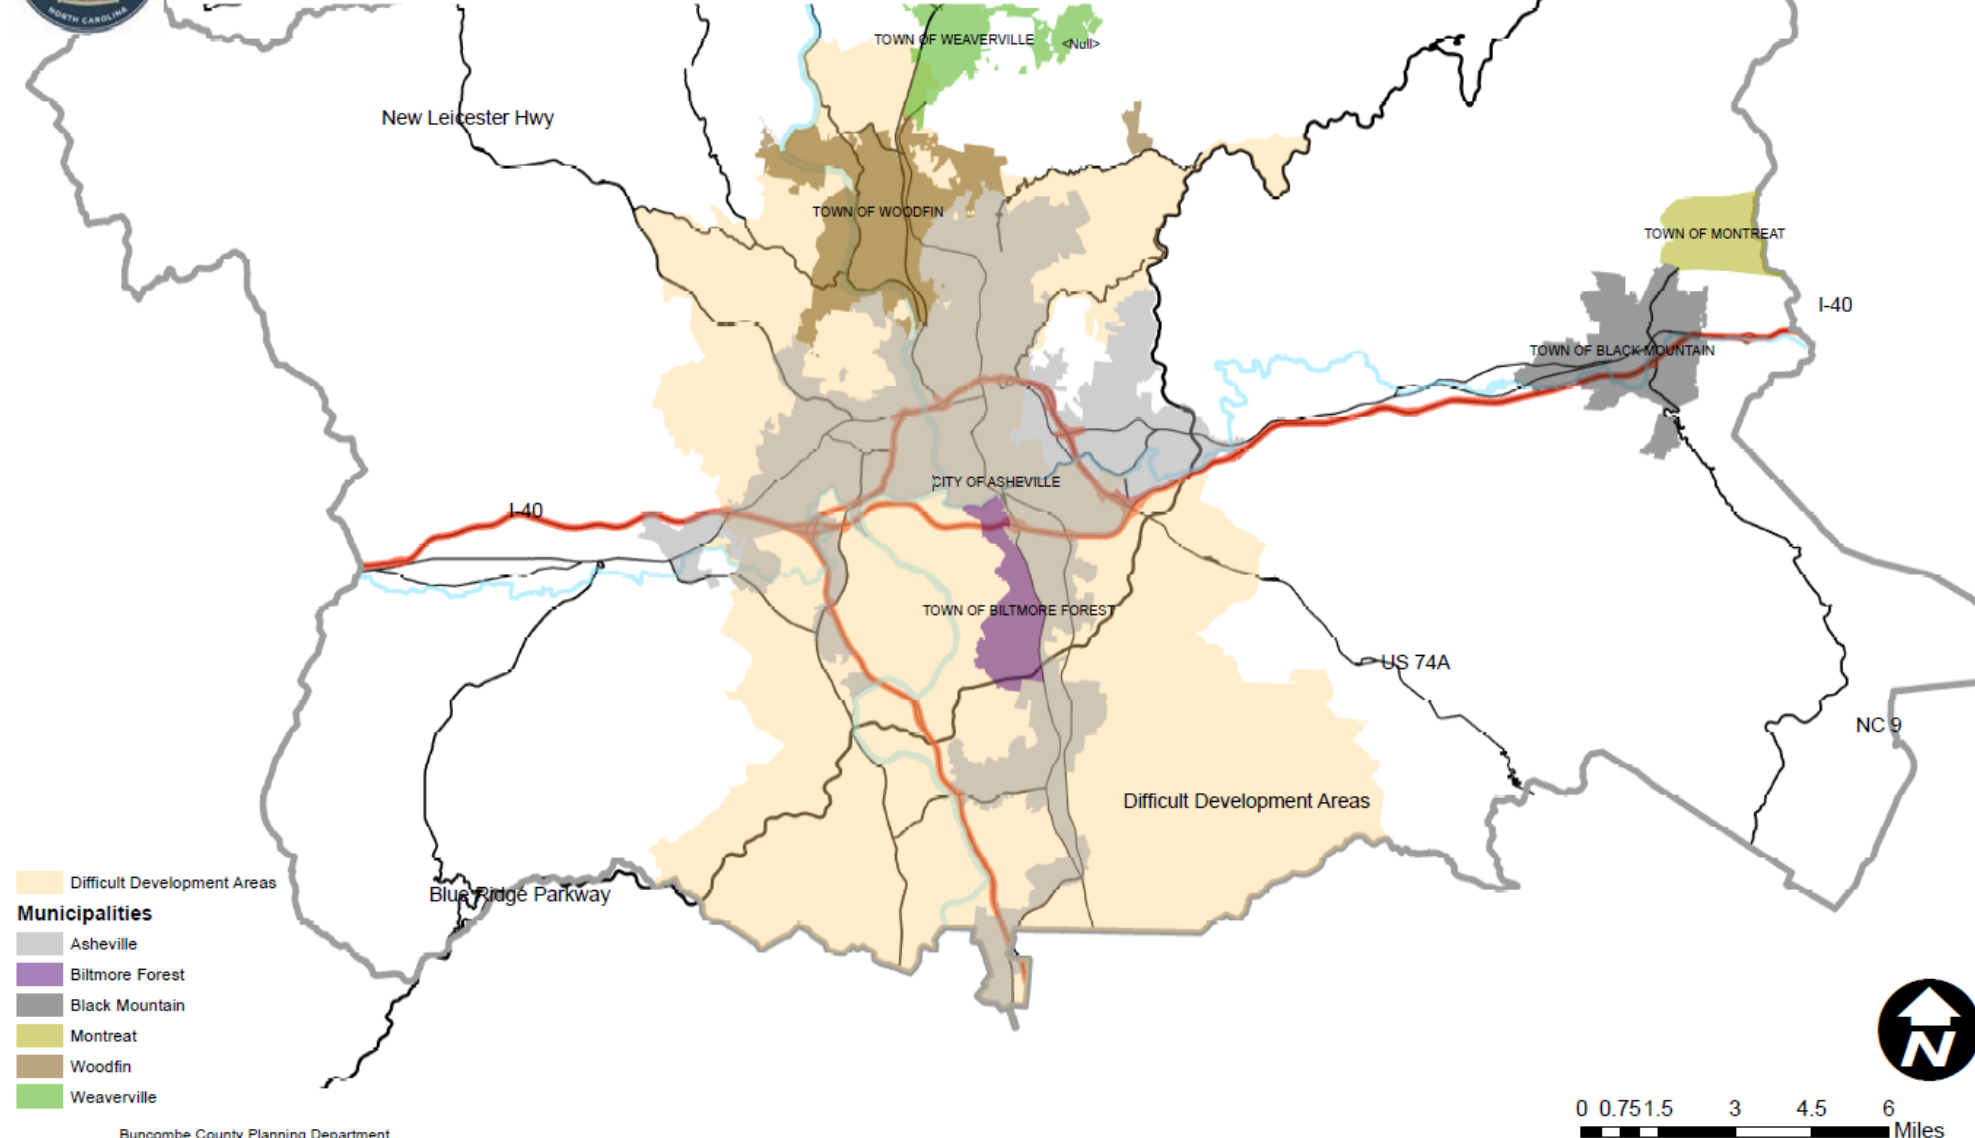 NORTH CAROLINA
TOWN OF WEAVERVILLE
<Null>
New Leicester Hwy
TOWN OF WOODFIN
TOWN OF MONTREAT
I-40
TOWN OF BLACK MOUNTAIN
CITY OF ASHEVILLE
I-40
TOWN OF BILTMORE FOREST
US 74A
NC 9
Difficult Development Areas
Blue Ridge Parkway
Difficult Development Areas
Municipalities
Asheville
Biltmore Forest
Black Mountain
Montreat
Woodfin
Weaverville
Buncombe County Planning Department
N
0 0.75 1.5 3 4.5 6
Miles